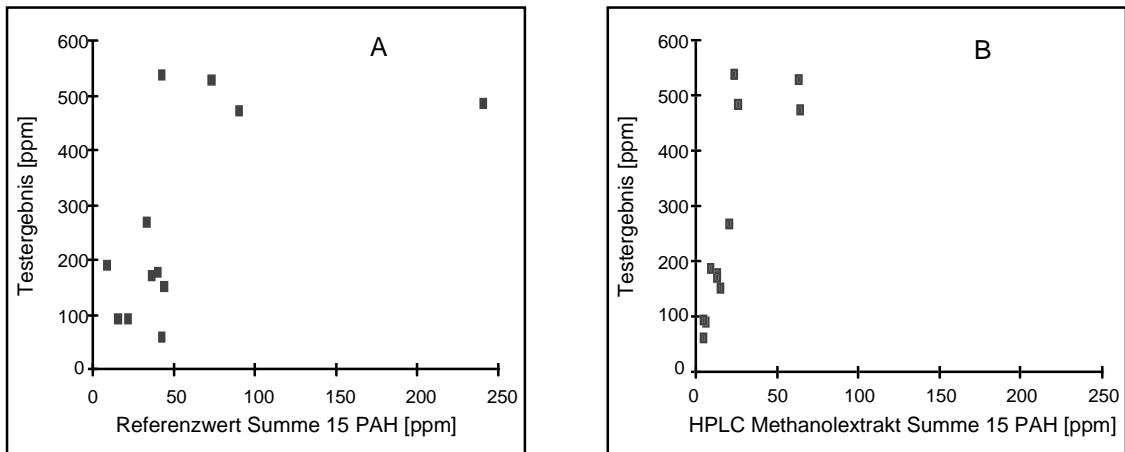 A
600
500
400
300
200
100
0
Testergebnis [ppm]
0 50 100 150 200 250
Referenzwert Summe 15 PAH [ppm]
B
600
500
400
300
200
100
0
Testergebnis [ppm]
0 50 100 150 200 250
HPLC Methanolextrakt Summe 15 PAH [ppm]